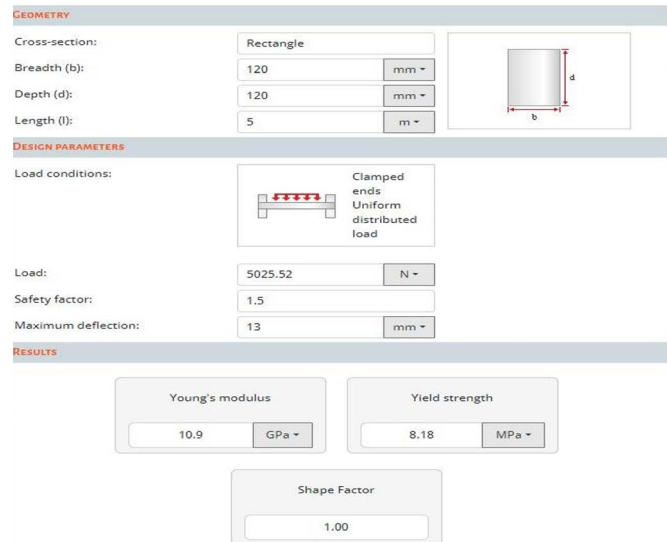 GEOMETRY
Cross-section: Rectangle
Breadth (b): 120 mm
Depth (d): 120 mm
Length (l): 5 m
d
b
DESIGN PARAMETERS
Load conditions:
Clamped
ends
Uniform
distributed
load
Load: 5025.52 N
Safety factor: 1.5
Maximum deflection: 13 mm
RESULTS
Young's modulus Yield strength
10.9 GPa 8.18 MPa
Shape Factor
1.00